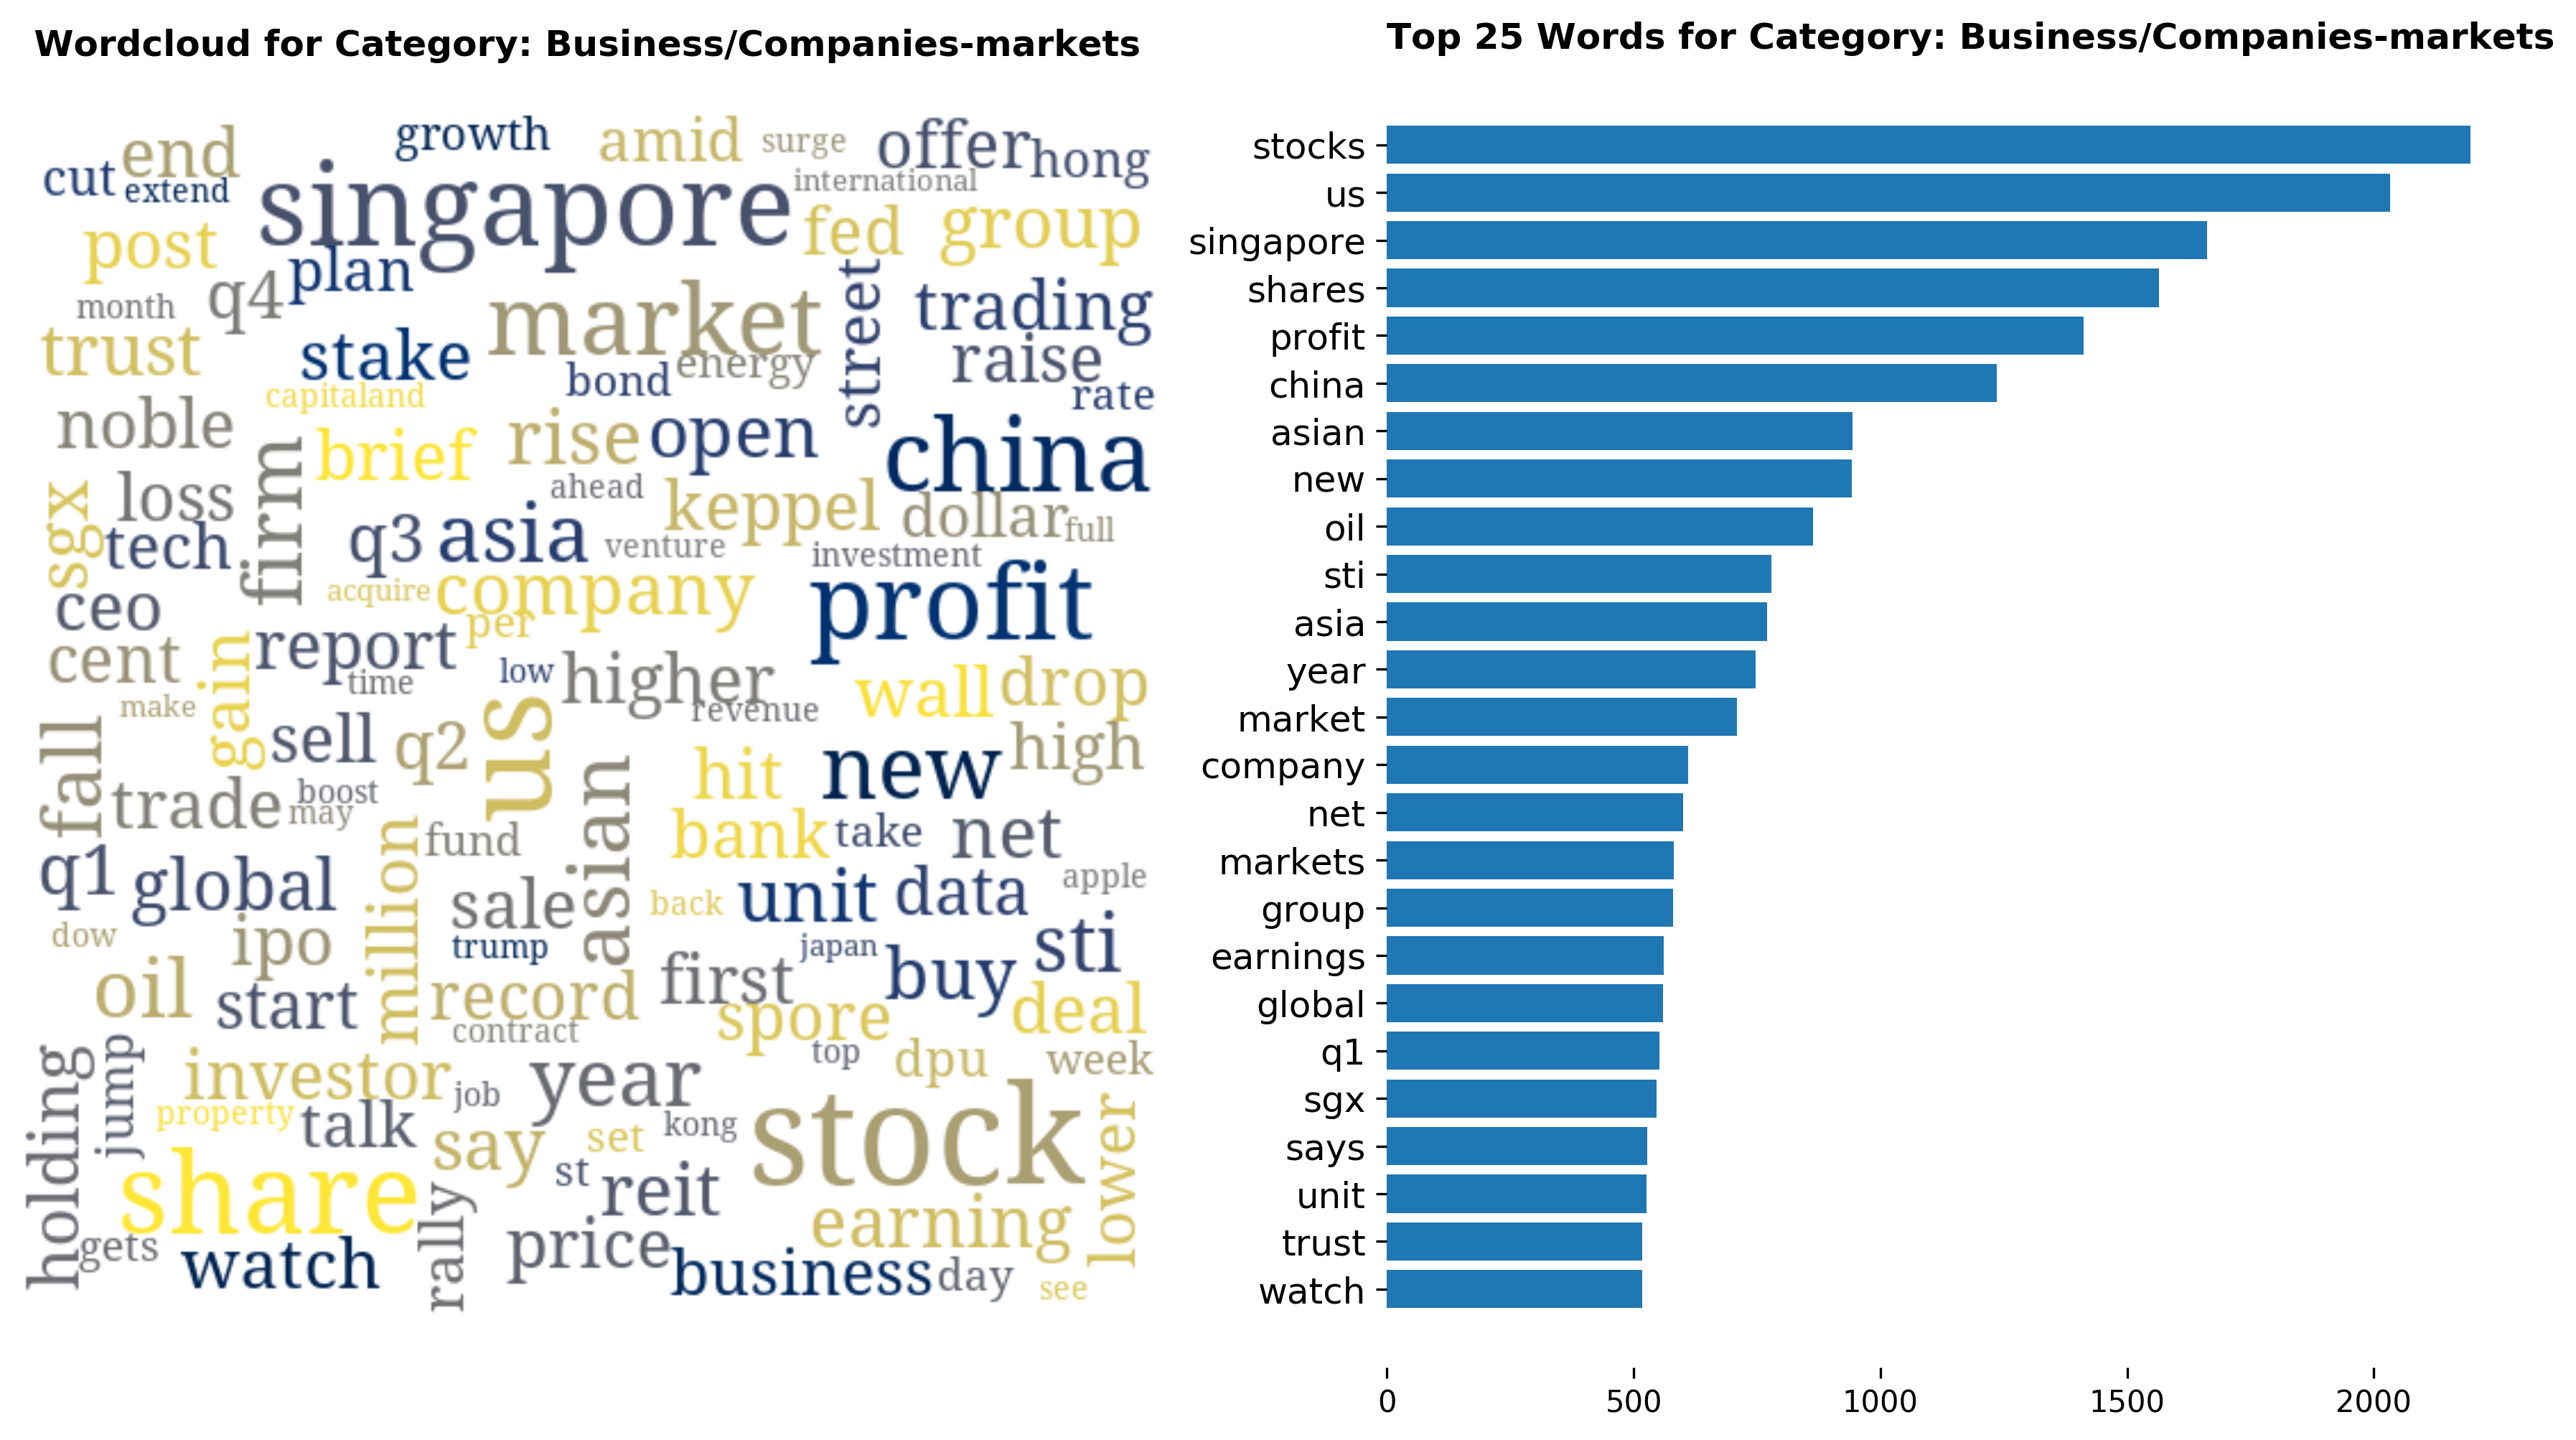 Wordcloud for Category: Business/Companies-markets
growth
amid
surge
offer
hong
end
cut
extend
singapore
international
fed
group
post
plan
month
q4
market
street
trading
trust
stake
energy
raise
bond
rate
capitaland
noble
firm
brief
rise
open
china
ahead
sgx
loss
keppel
dollar
full
tech
q3
asia
venture
investment
acquire
company
profit
ceo
per
report
cent
gain
time
low
higher
wall
drop
make
revenue
fall
sell
q2
us
hit
new
high
trade
boost
may
asian
million
fund
bank
take
net
q1
global
sale
back
unit
data
apple
dow
ipo
trump
japan
buy
sti
oil
start
record
first
spore
deal
contract
top
dpu
week
holding
jump
investor
job
year
property
talk
say
set
kong
stock
lower
share
st
reit
rally
gets
watch
price
earning
business
day
see
Top 25 Words for Category: Business/Companies-markets
stocks
us
singapore
shares
profit
china
asian
new
oil
sti
asia
year
market
company
net
markets
group
earnings
global
q1
sgx
says
unit
trust
watch
0 500 1000 1500 2000